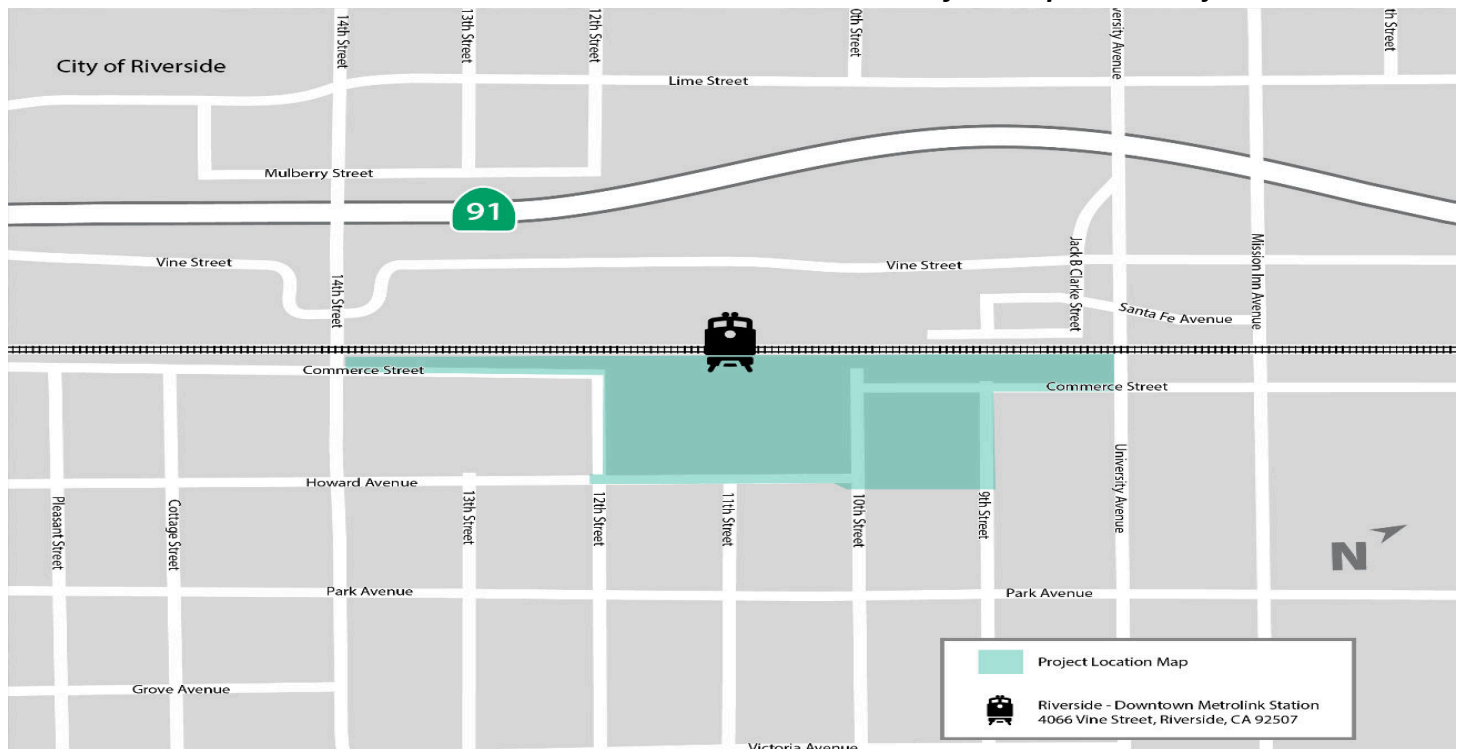 14th Street
13th Street
12th Street
0th Street
versity Avenue
th St
City of Riverside
Lime Street
Mulberry Street
91
Vine Street
Vine Street
14th Street
Jack B Clarke Street
Mission Inn Avenue
Santa Fe Avenue
Commerce Street
Commerce Street
Howard Avenue
Pleasant Street
Cottage Street
13th Street
12th Street
11th Street
10th Street
9th Street
University Avenue
N
Park Avenue
Park Avenue
Project Location Map
Grove Avenue
Riverside - Downtown Metrolink Station
4066 Vine Street, Riverside, CA 92507
Victoria Avenue